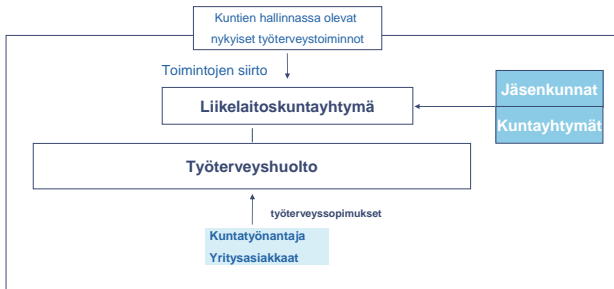 Kuntien hallinnassa olevat
nykyiset työterveystoiminnot
Toimintojen siirto
Liikelaitoskuntayhtymä
Jäsenkunnat
Kuntayhtymät
Työterveyshuolto
työterveyssopimukset
Kuntatyönantaja
Yritysasiakkaat